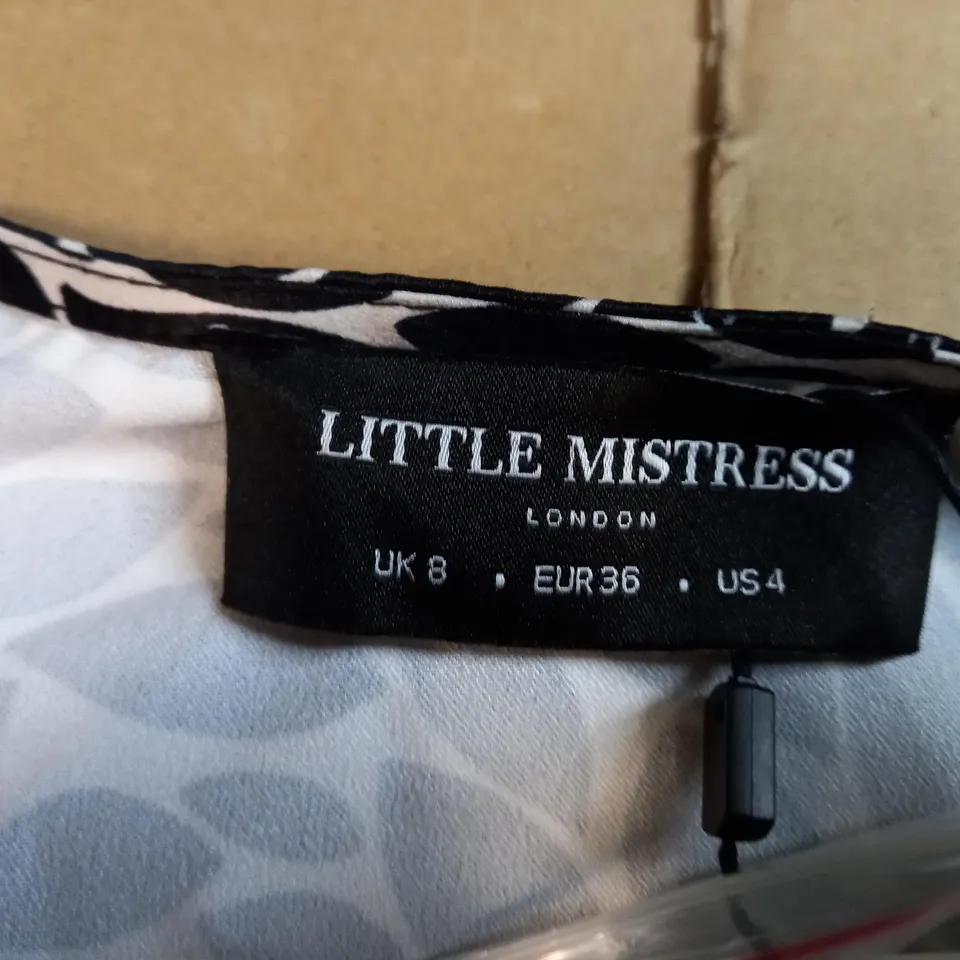 LITTLE MISTRESS
LONDON
UK 8 . EUR 36 . US 4